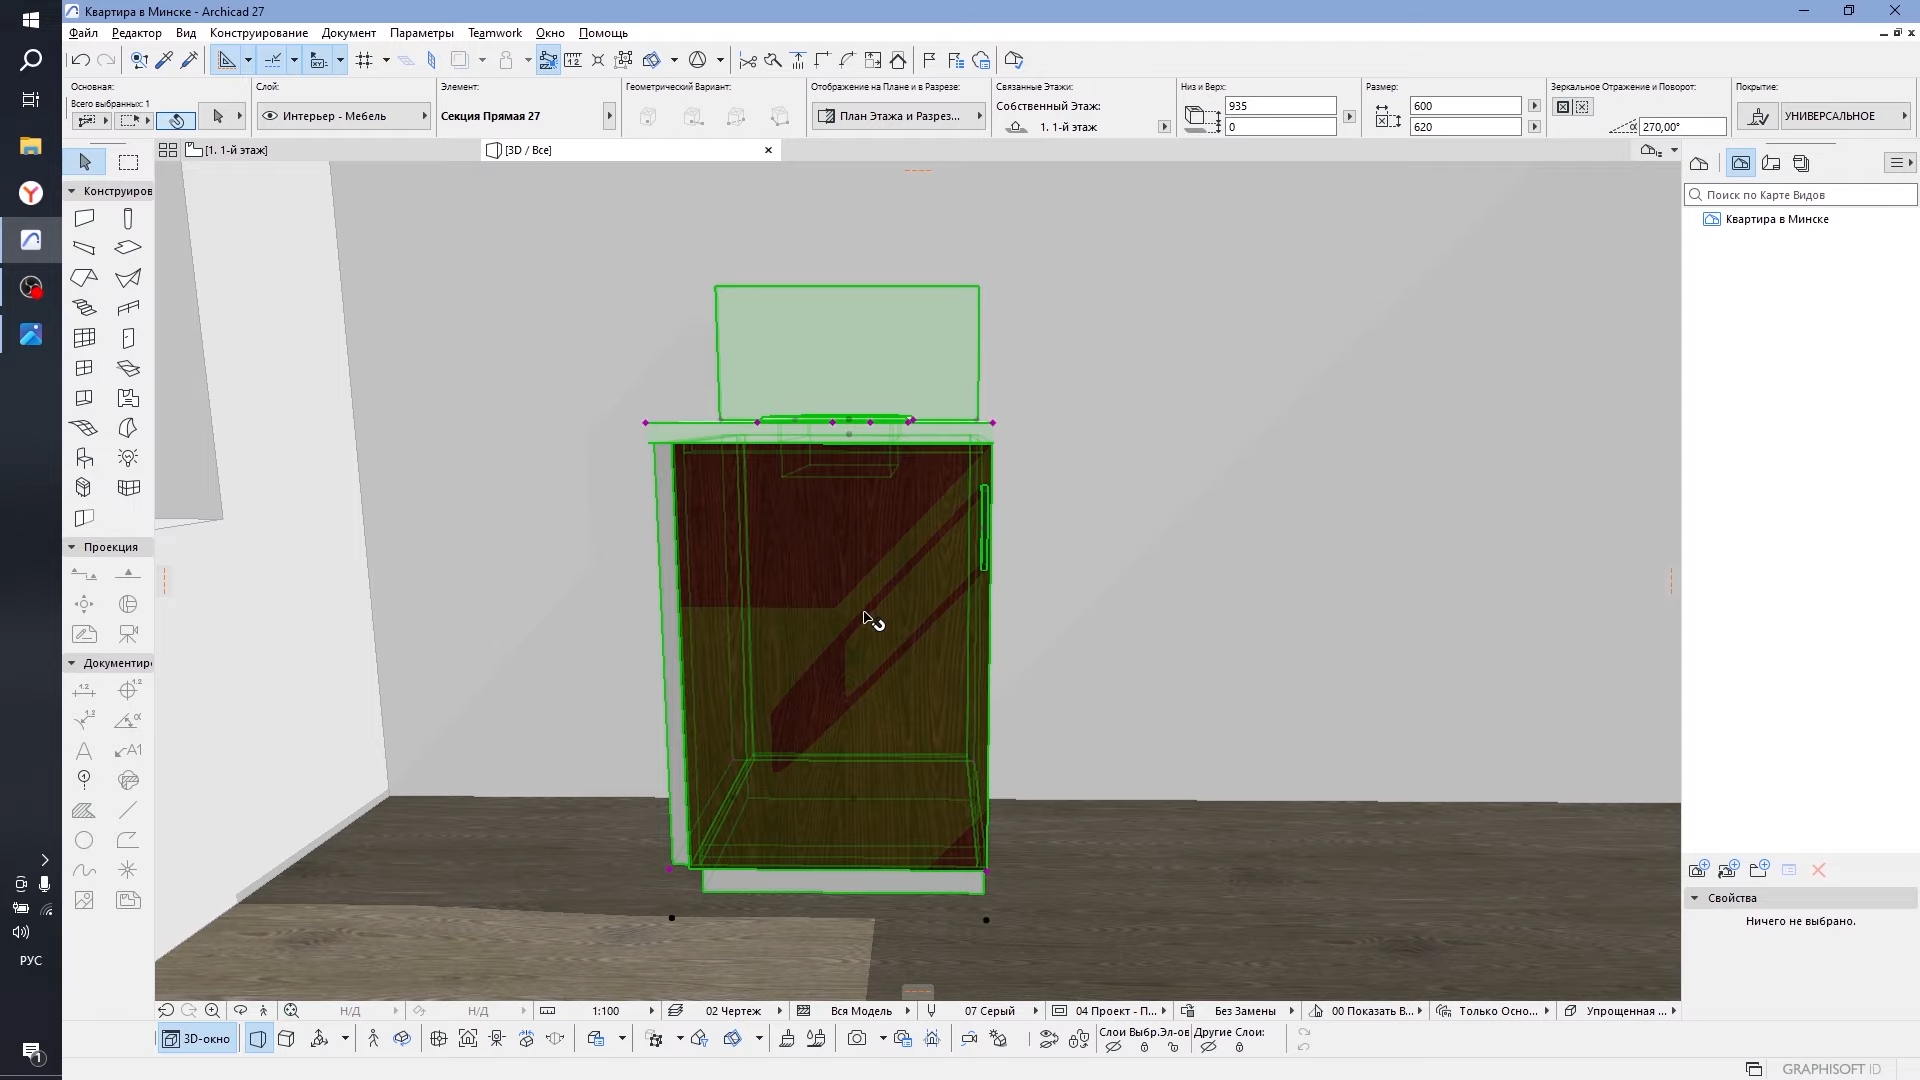 Квартира в Минске - Archicad 27
Файл Редактор Вид Конструирование Документ Параметры Teamwork Окно Помощь
Основная:
Всего выбранных: 1
Слой:
Интерьер - Мебель
Элемент:
Секция Прямая 27
Геометрический Вариант:
Отображение на Плане и в Разрезе:
План Этажа и Разрез...
Связанные Этажи:
Собственный Этаж:
1. 1-й этаж
Низ и Верх:
935
0
Размер:
600
620
Зеркальное Отражение и Поворот:
α 270,00°
Покрытие:
УНИВЕРСАЛЬНОЕ
[1. 1-й этаж]
[3D / Все]
Поиск по Карте Видов
Квартира в Минске
Конструиров
Проекция
Документирс
Свойства
Ничего не выбрано.
РУС
Н/Д
Н/Д
1:100
02 Чертеж
Вся Модель
07 Серый
04 Проект - П...
Без Замены
00 Показать В...
Только Осно...
Упрощенная ...
3D-окно
Слои Выбр.Эл-ов
Другие Слои:
GRAPHISOFT ID